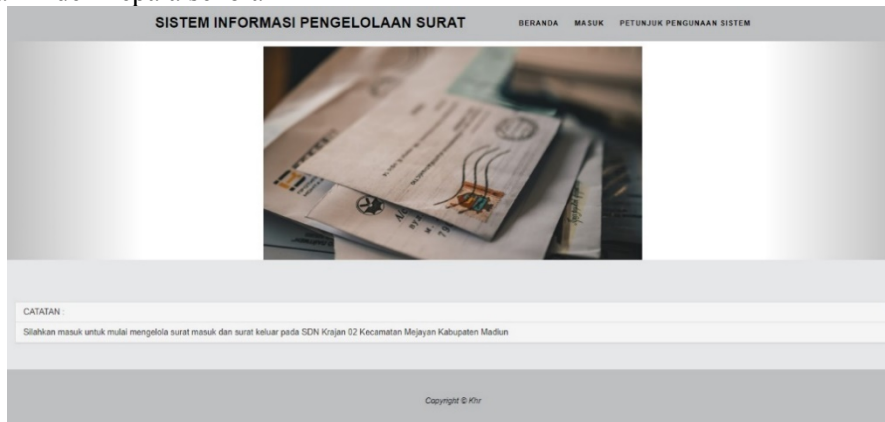 SISTEM INFORMASI PENGELOLAAN SURAT
BERANDA MASUK PETUNJUK PENGUNAAN SISTEM
CATATAN :
Silahkan masuk untuk mulai mengelola surat masuk dan surat keluar pada SDN Krajan 02 Kecamatan Mejayan Kabupaten Madiun
Copyright © Khr